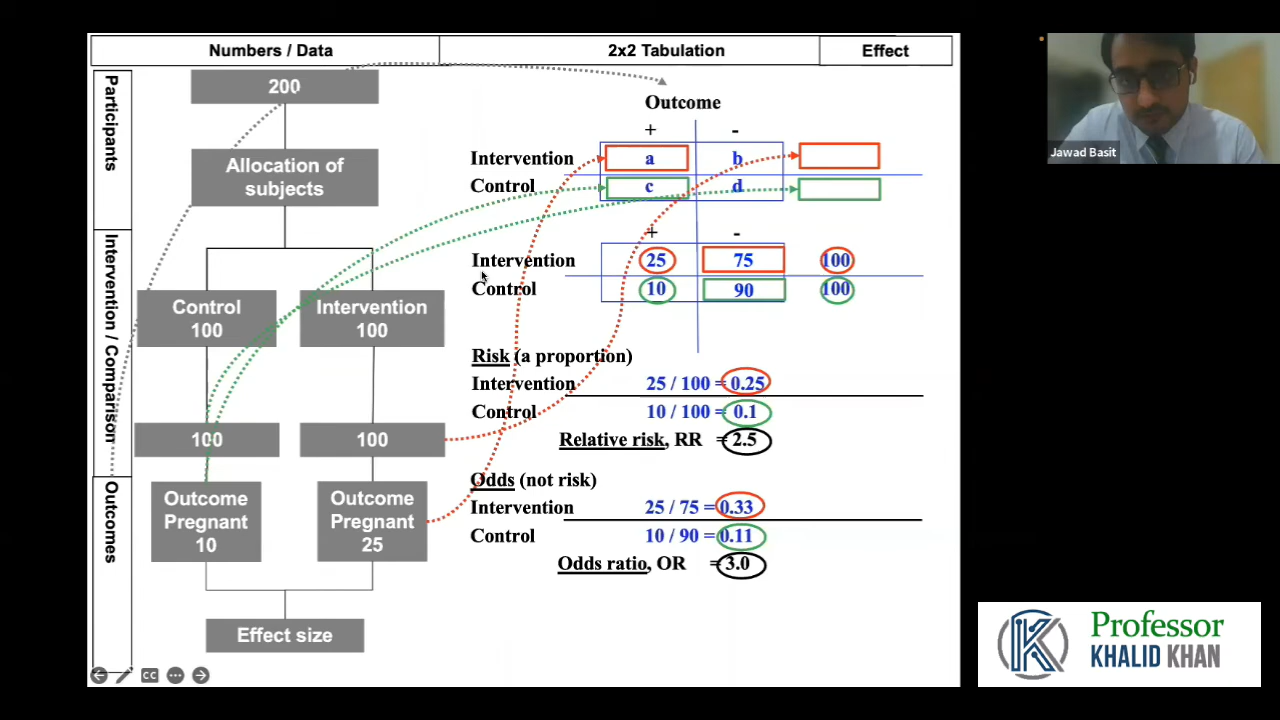 Numbers / Data
2x2 Tabulation
Effect
Participants
Intervention / Comparison
Outcomes
200
Allocation of
subjects
Control
100
Intervention
100
100
100
Outcome
Pregnant
10
Outcome
Pregnant
25
Effect size
Outcome
+ -
Intervention a b
Control c d
+ -
Intervention 25 75 100
Control 10 90 100
Risk (a proportion)
Intervention 25 / 100 = 0.25
Control 10 / 100 = 0.1
Relative risk, RR = 2.5
Odds (not risk)
Intervention 25 / 75 = 0.33
Control 10 / 90 = 0.11
Odds ratio, OR = 3.0
CC
Jawad Basit
Professor
KHALID KHAN